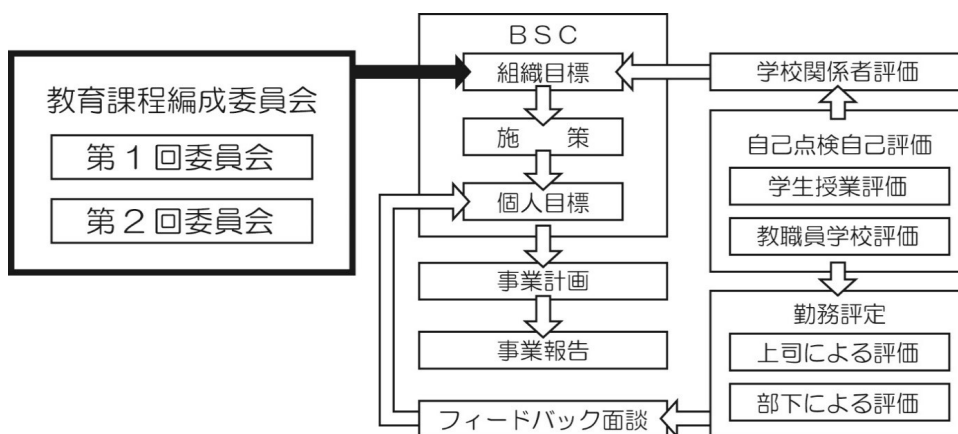 教育課程編成委員会
第１回委員会
第２回委員会
ＢＳＣ
組織目標
施　　策
個人目標
事業計画
事業報告
フィードバック面談
学校関係者評価
自己点検自己評価
学生授業評価
教職員学校評価
勤務評定
上司による評価
部下による評価